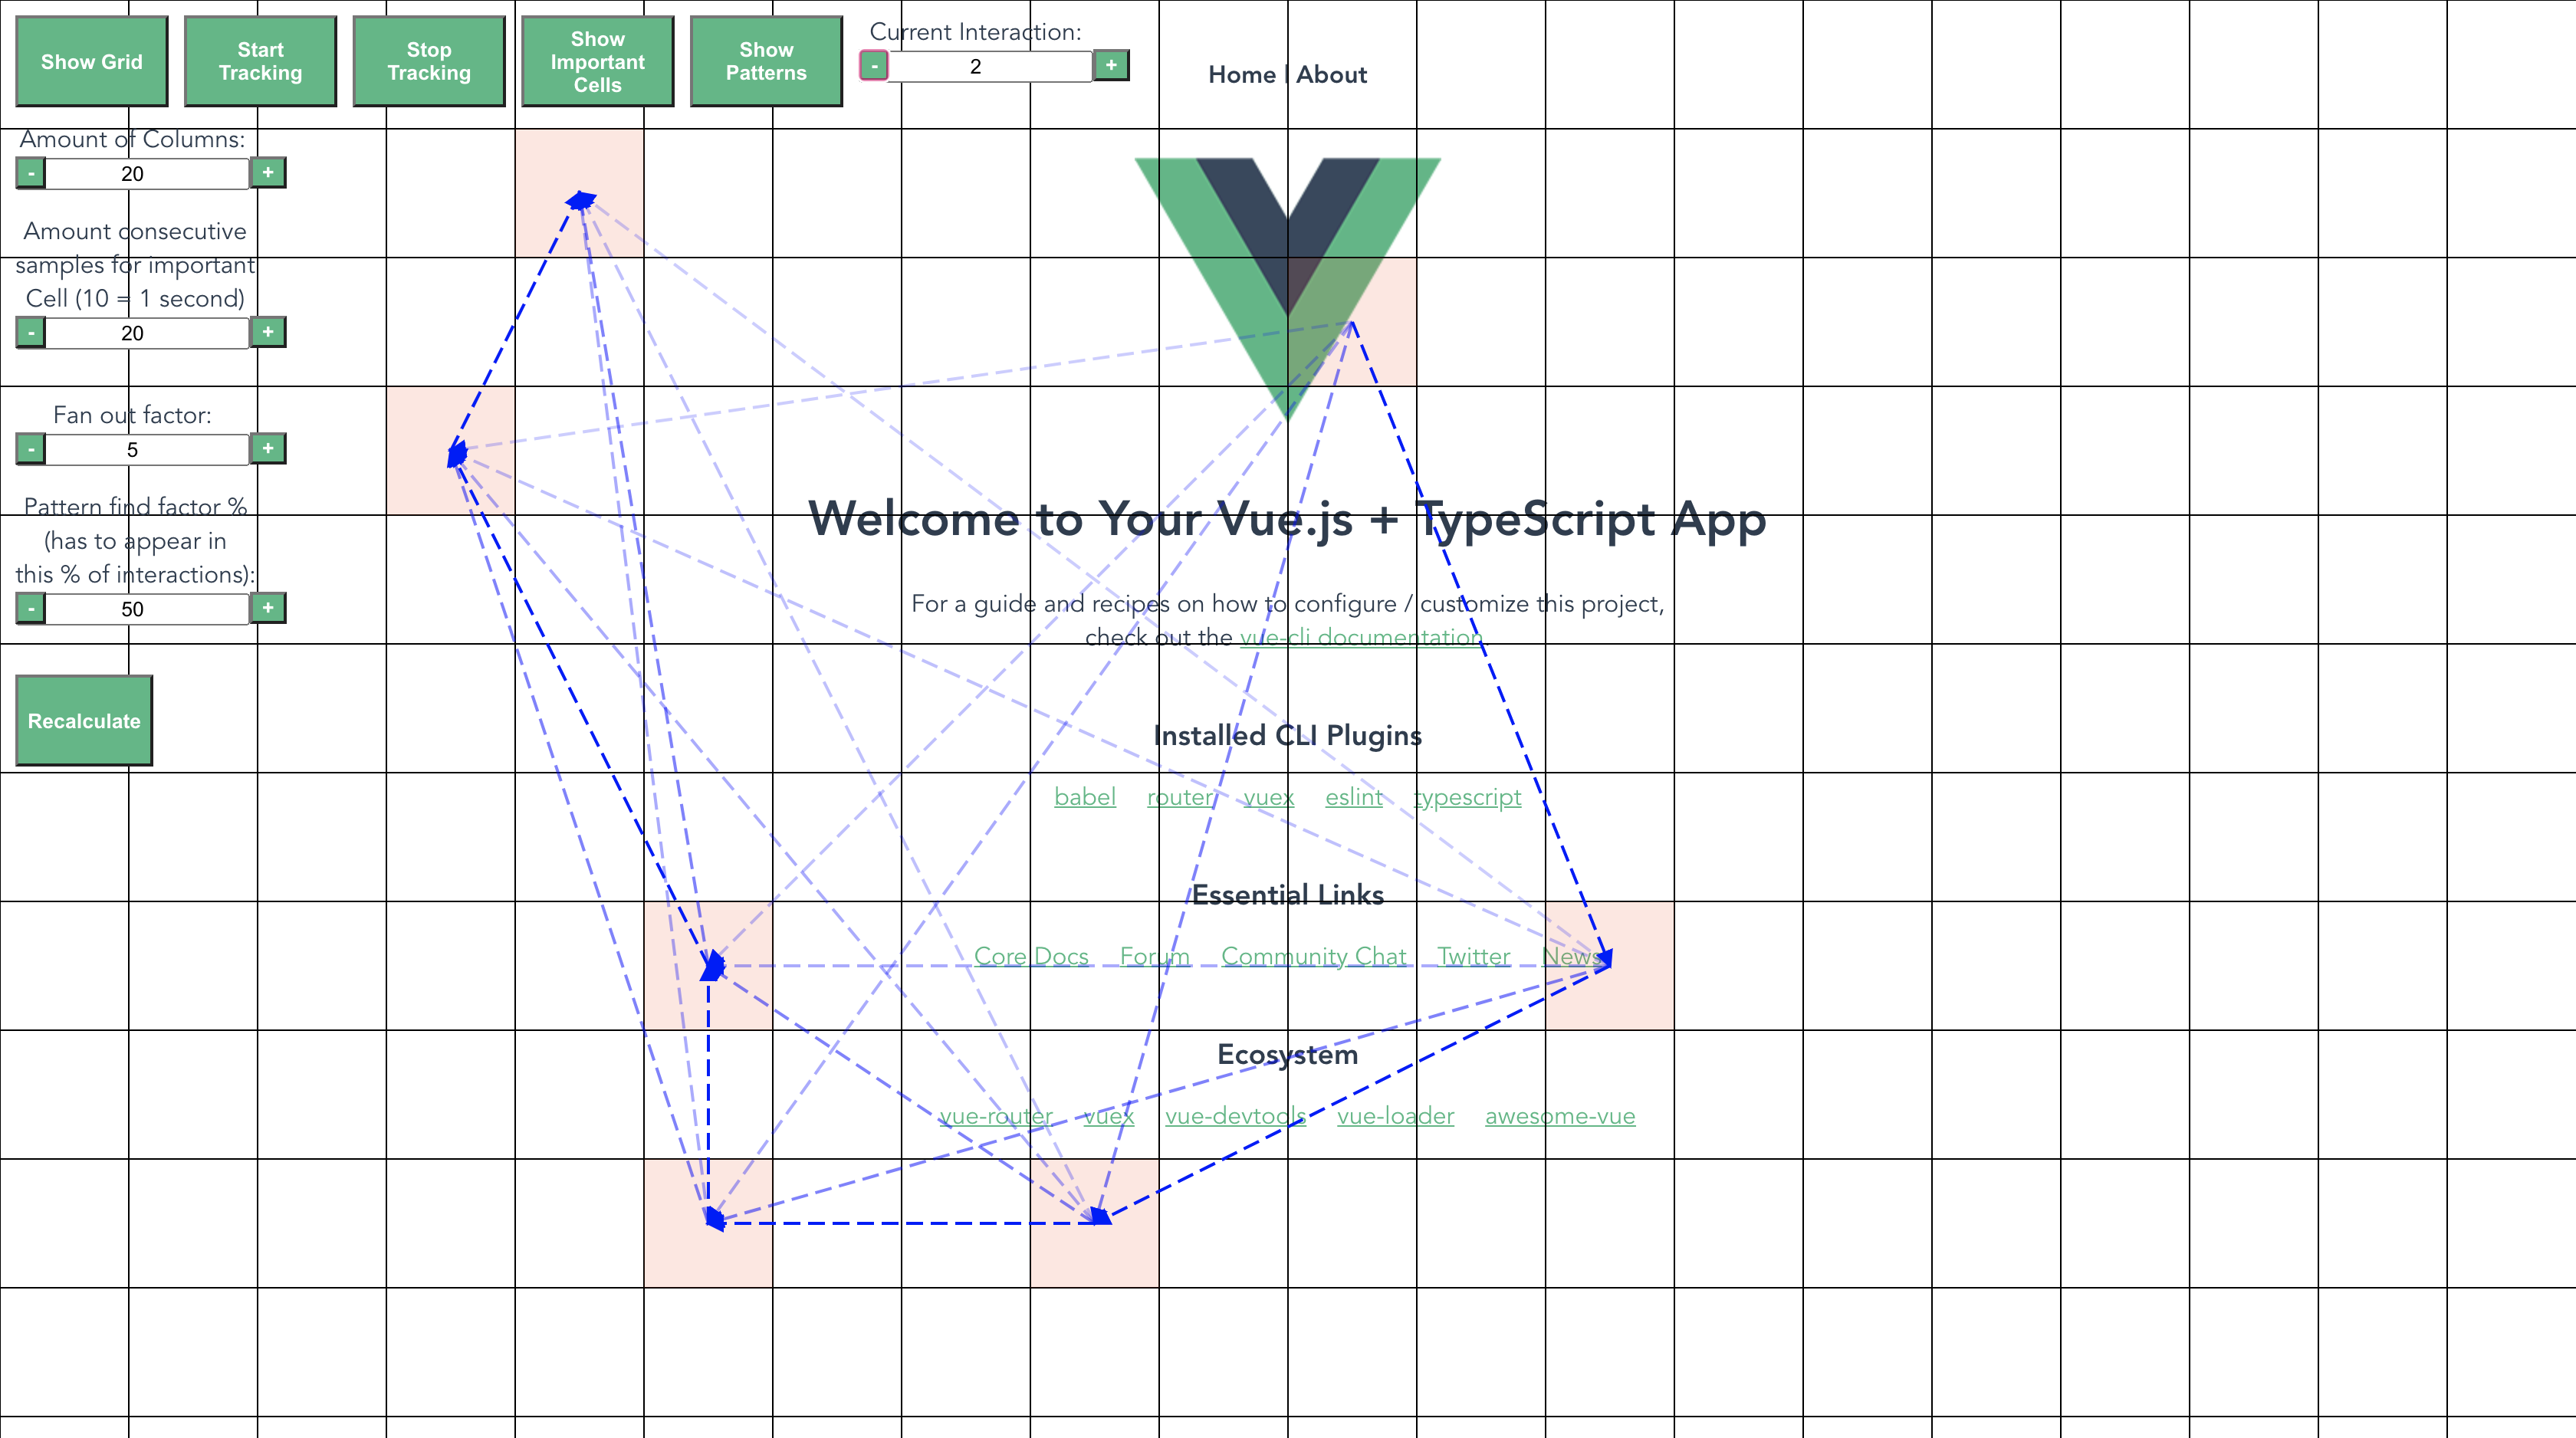 Show Grid
Start
Tracking
Stop
Tracking
Show
Important
Cells
Show
Patterns
Current Interaction:
- 2 +
Home | About
Amount of Columns:
- 20 +
Amount consecutive
samples for important
Cell (10 = 1 second)
- 20 +
Fan out factor:
- 5 +
Pattern find factor %
(has to appear in
this % of interactions):
- 50 +
Recalculate
Welcome to Your Vue.js + TypeScript App
For a guide and recipes on how to configure / customize this project,
check out the vue-cli documentation.
Installed CLI Plugins
babel router vuex eslint typescript
Essential Links
Core Docs Forum Community Chat Twitter News
Ecosystem
vue-router vuex vue-devtools vue-loader awesome-vue